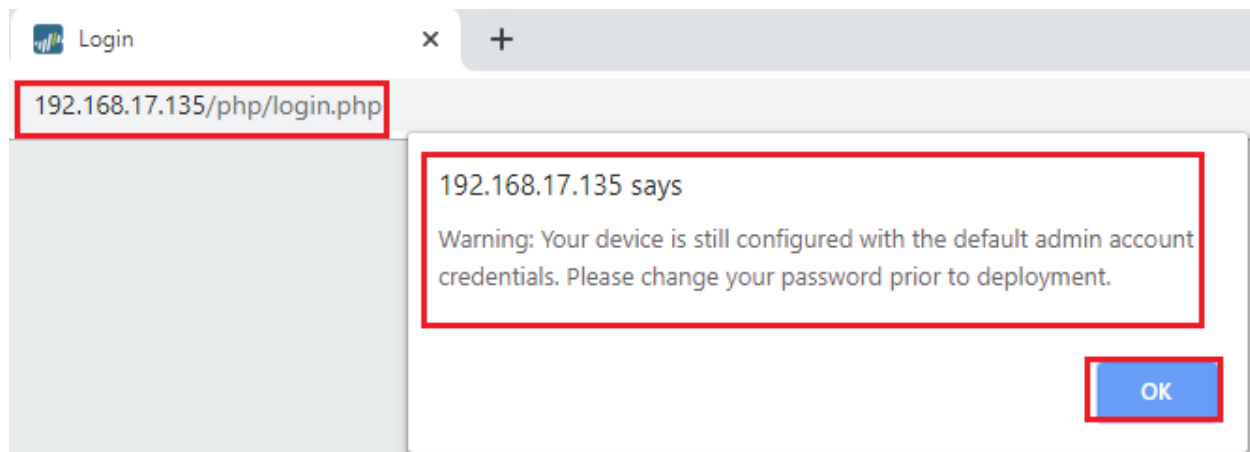 Login
192.168.17.135/php/login.php
192.168.17.135 says
Warning: Your device is still configured with the default admin account
credentials. Please change your password prior to deployment.
OK